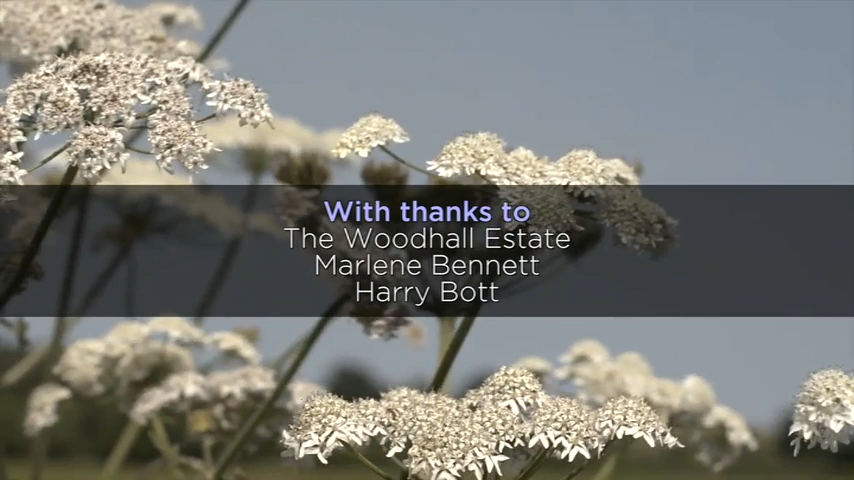 With thanks to
The Woodhall Estate
Marlene Bennett
Harry Bott